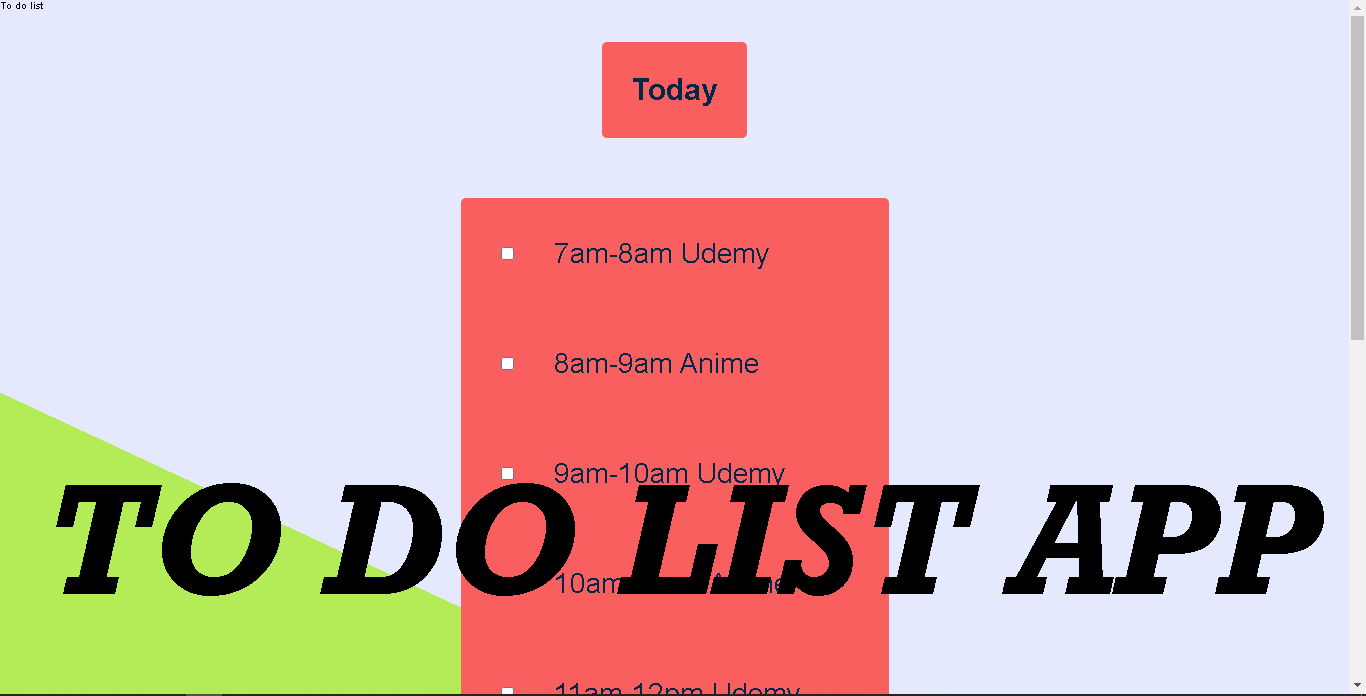 To do list
Today
7am-8am Udemy
8am-9am Anime
9am-10am Udemy
TO DO LIST APP
10am
11am-12pm Udemy